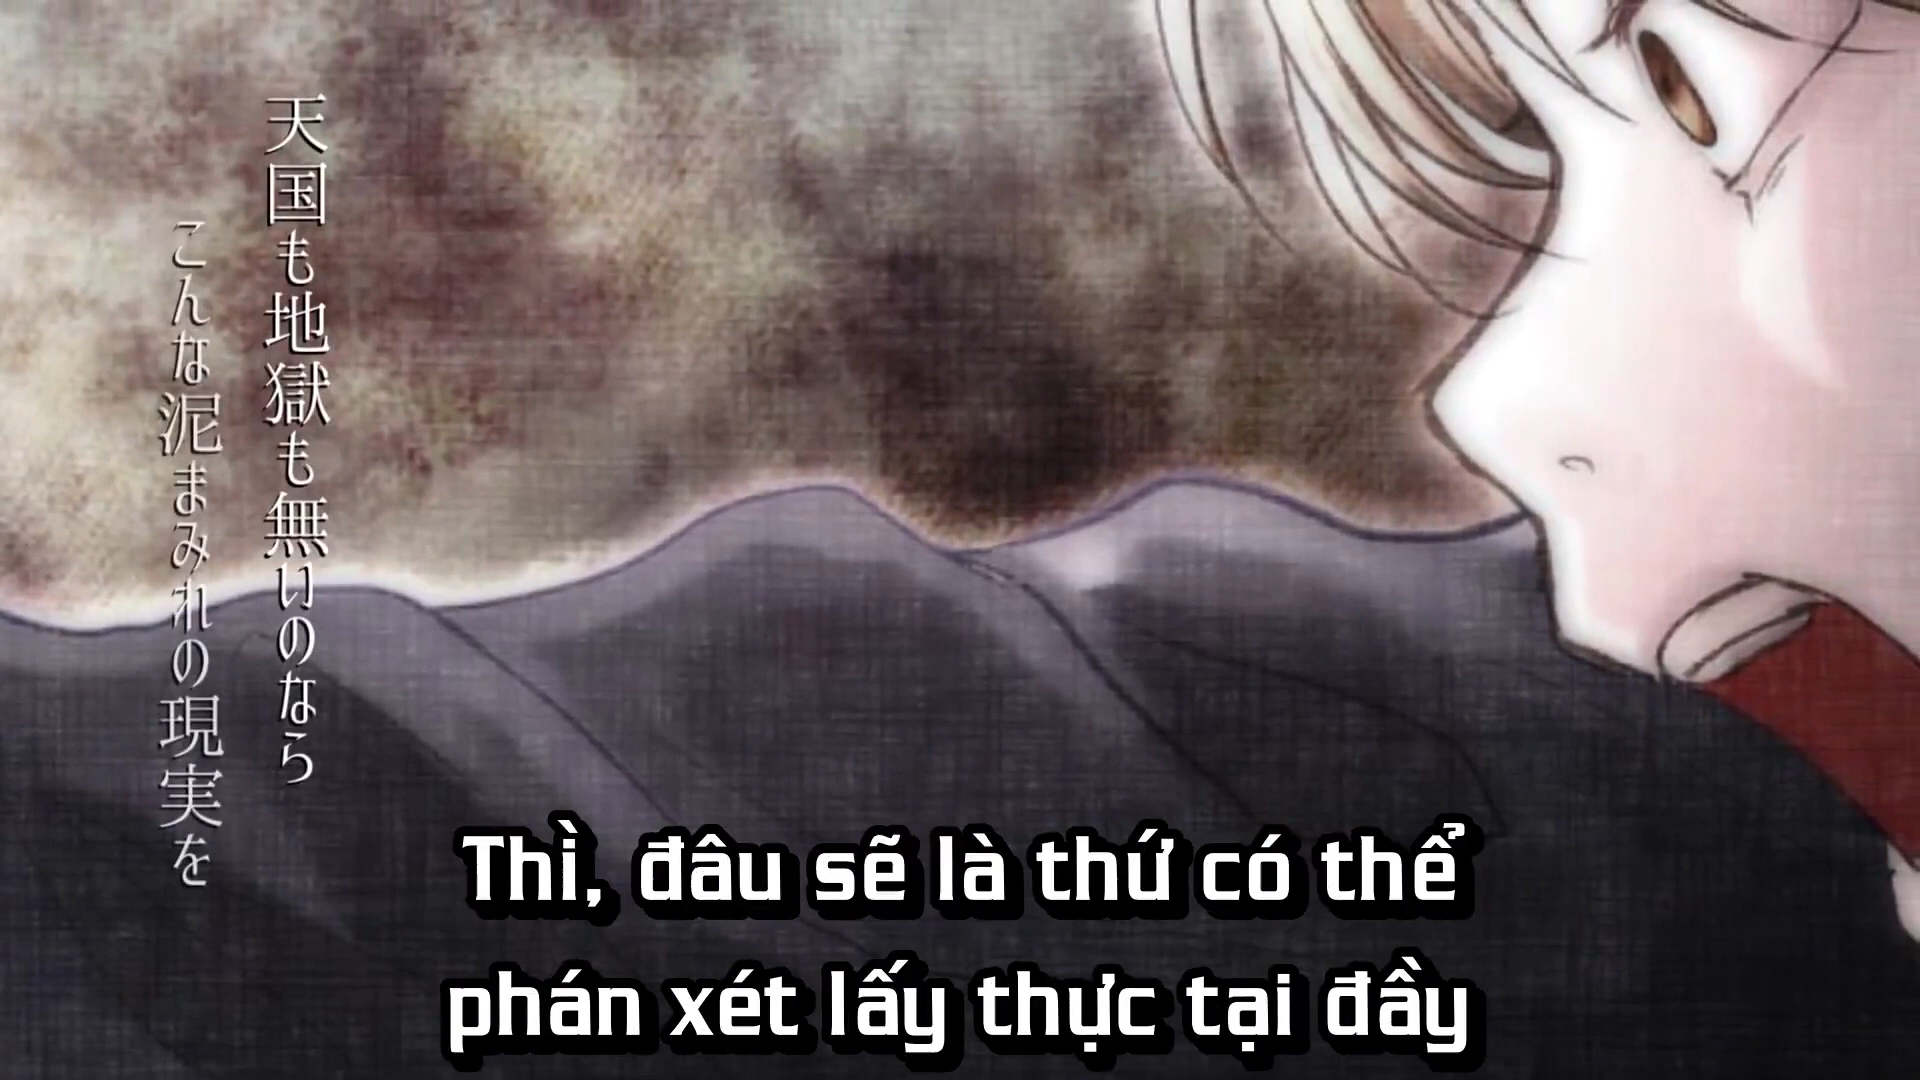 天国も地獄も無いのなら
こんな泥まみれの現実を
Thì, đâu sẽ là thứ có thể
phán xét lấy thực tại đầy